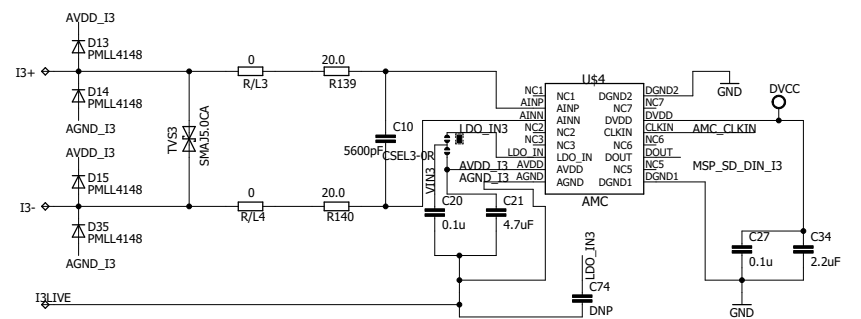 AVDD_I3
D13
PMLL4148
I3+
D14
PMLL4148
AGND_I3
AVDD_I3
D15
PMLL4148
I3-
D35
PMLL4148
AGND_I3
TVS3
SMAJ5.0CA
0
R/L3
20.0
R139
0
R/L4
20.0
R140
C10
5600pF
CSEL3-0R
LDO_IN3
AVDD_I3
AGND_I3
VIN3
C20
0.1u
C21
4.7uF
U$4
NC1
AINP
AINN
NC2
NC3
LDO_IN
AVDD
AGND
NC1
AINP
AINN
NC2
NC3
LDO_IN
AVDD
AGND
DGND2
NC7
DVDD
CLKIN
NC6
DOUT
NC5
DGND1
DGND2
NC7
DVDD
CLKIN
NC6
DOUT
NC5
DGND1
AMC
GND
DVCC
AMC_CLKIN
MSP_SD_DIN_I3
C27
0.1u
C34
2.2uF
GND
LDO_IN3
C74
DNP
I3LIVE